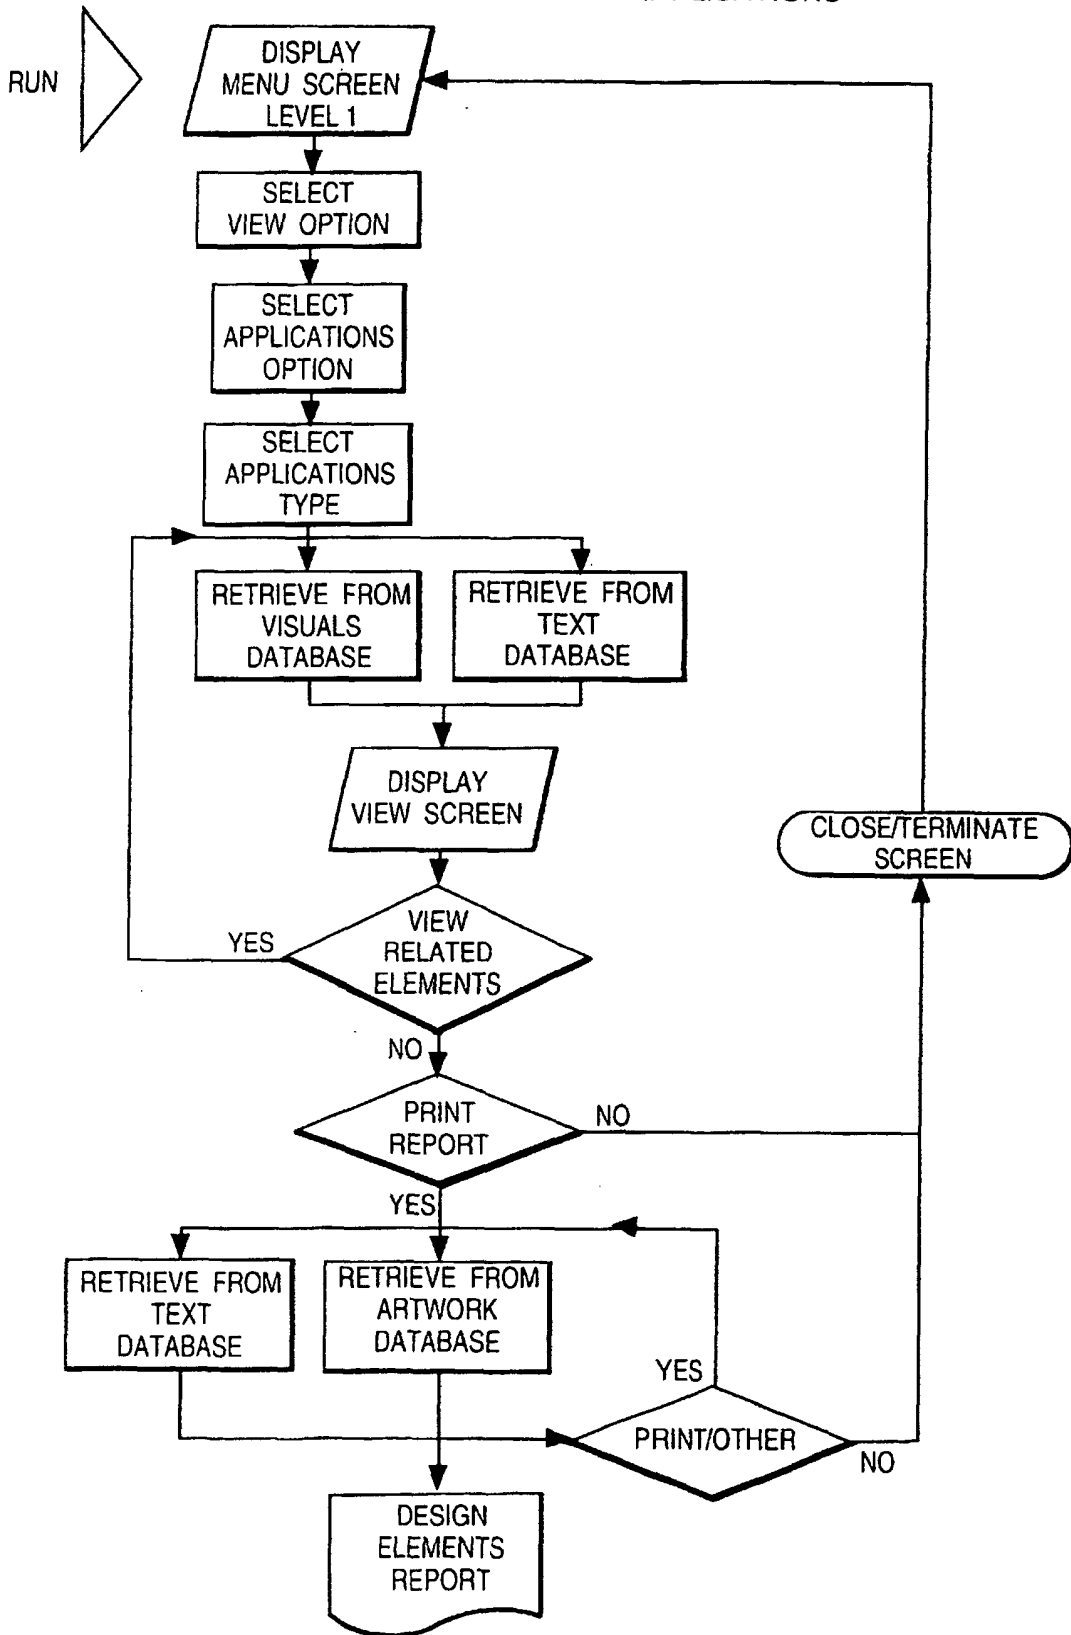 RUN
DISPLAY
MENU SCREEN
LEVEL 1
SELECT
VIEW OPTION
SELECT
APPLICATIONS
OPTION
SELECT
APPLICATIONS
TYPE
RETRIEVE FROM
VISUALS
DATABASE
RETRIEVE FROM
TEXT
DATABASE
DISPLAY
VIEW SCREEN
CLOSE/TERMINATE
SCREEN
VIEW
RELATED
ELEMENTS
YES
NO
PRINT
REPORT
NO
YES
RETRIEVE FROM
TEXT
DATABASE
RETRIEVE FROM
ARTWORK
DATABASE
YES
PRINT/OTHER
NO
DESIGN
ELEMENTS
REPORT